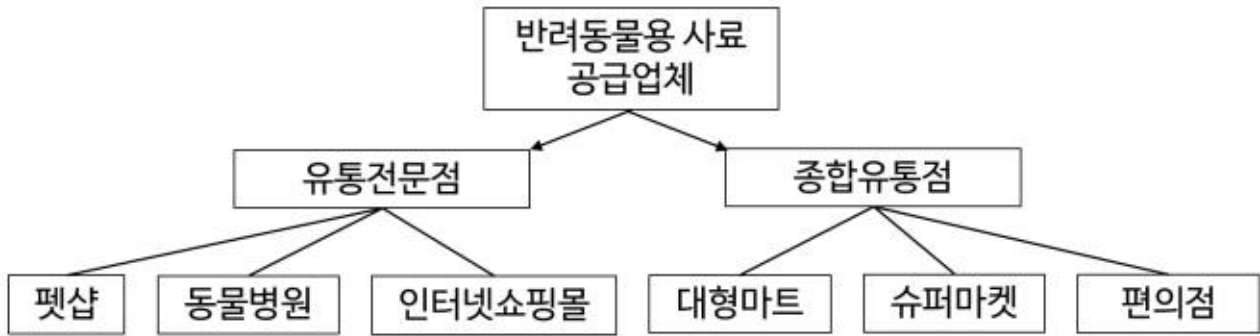 반려동물용 사료
공급업체
유통전문점
종합유통점
펫샵
동물병원
인터넷쇼핑몰
대형마트
슈퍼마켓
편의점